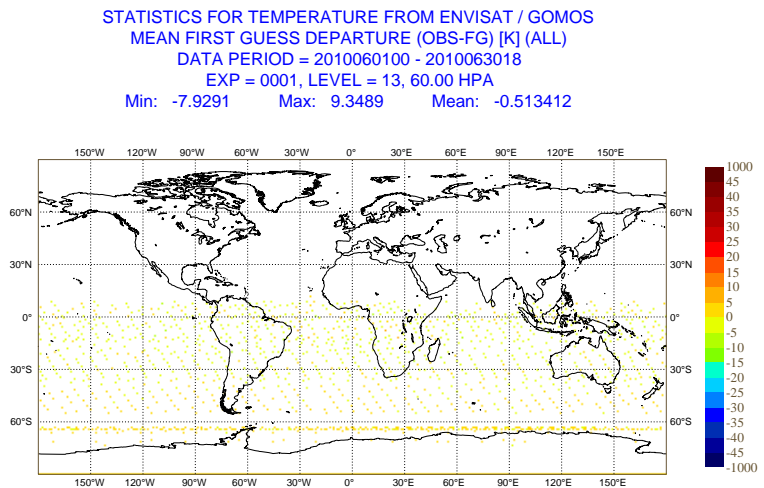 STATISTICS FOR TEMPERATURE FROM ENVISAT / GOMOS
MEAN FIRST GUESS DEPARTURE (OBS-FG) [K] (ALL)
DATA PERIOD = 2010060100 - 2010063018
EXP = 0001, LEVEL = 13, 60.00 HPA
Min: -7.9291 Max: 9.3489 Mean: -0.513412
150°W 120°W 90°W 60°W 30°W 0° 30°E 60°E 90°E 120°E 150°E
60°N 60°N
30°N 30°N
0° 0°
30°S 30°S
60°S 60°S
150°W 120°W 90°W 60°W 30°W 0° 30°E 60°E 90°E 120°E 150°E
1000
45
40
35
30
25
20
15
10
5
0
-5
-10
-15
-20
-25
-30
-35
-40
-45
-1000